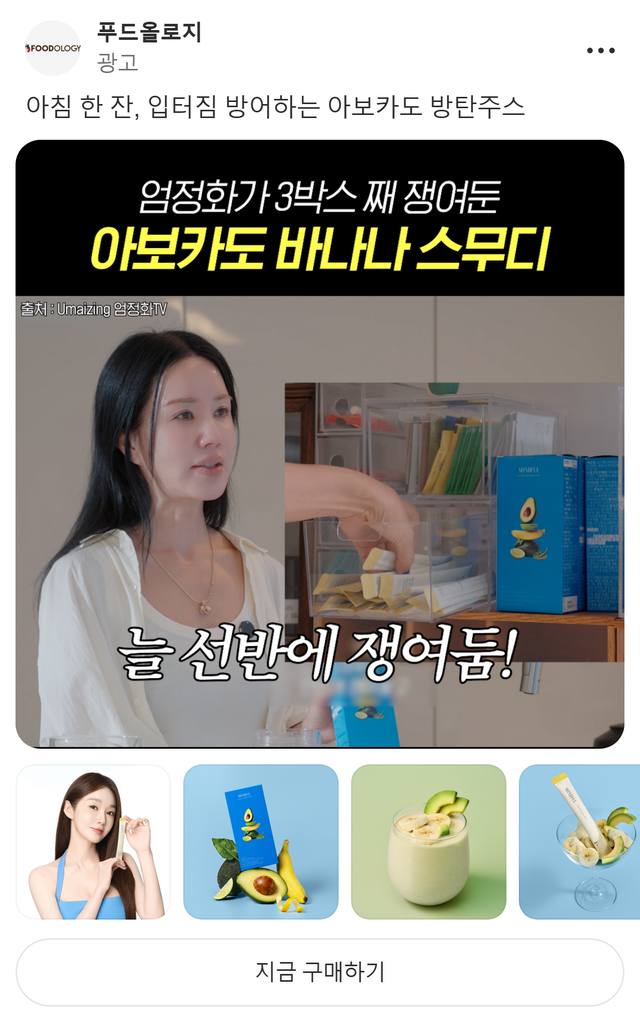 FOODOLOGY
푸드올로지
광고
아침 한 잔, 입터짐 방어하는 아보카도 방탄주스
엄정화가 3박스 째 쟁여둔
아보카도 바나나 스무디
출처 : Umaizing 엄정화TV
늘 선반에 쟁여둠!
지금 구매하기